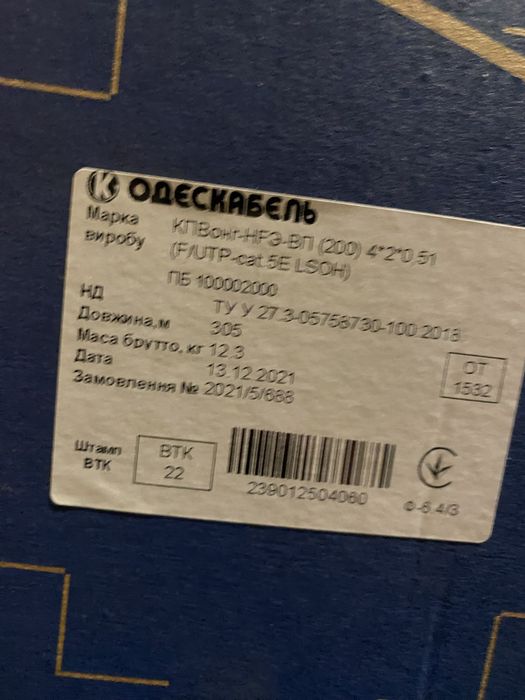 ОДЕСКАБЕЛЬ
Марка виробу КПВонг-HFЭ-ВП (200) 4*2*0,51
(F/UTP-cat.5E LSOH)
ПБ 100002000
НД ТУ У 27.3-05758730-100:2018
Довжина,м 305
Маса брутто, кг 12.3
Дата 13.12.2021
Замовлення № 2021/5/688
ОТ
1532
Штамп ВТК
ВТК
22
239012504060
Ф-6.4/3